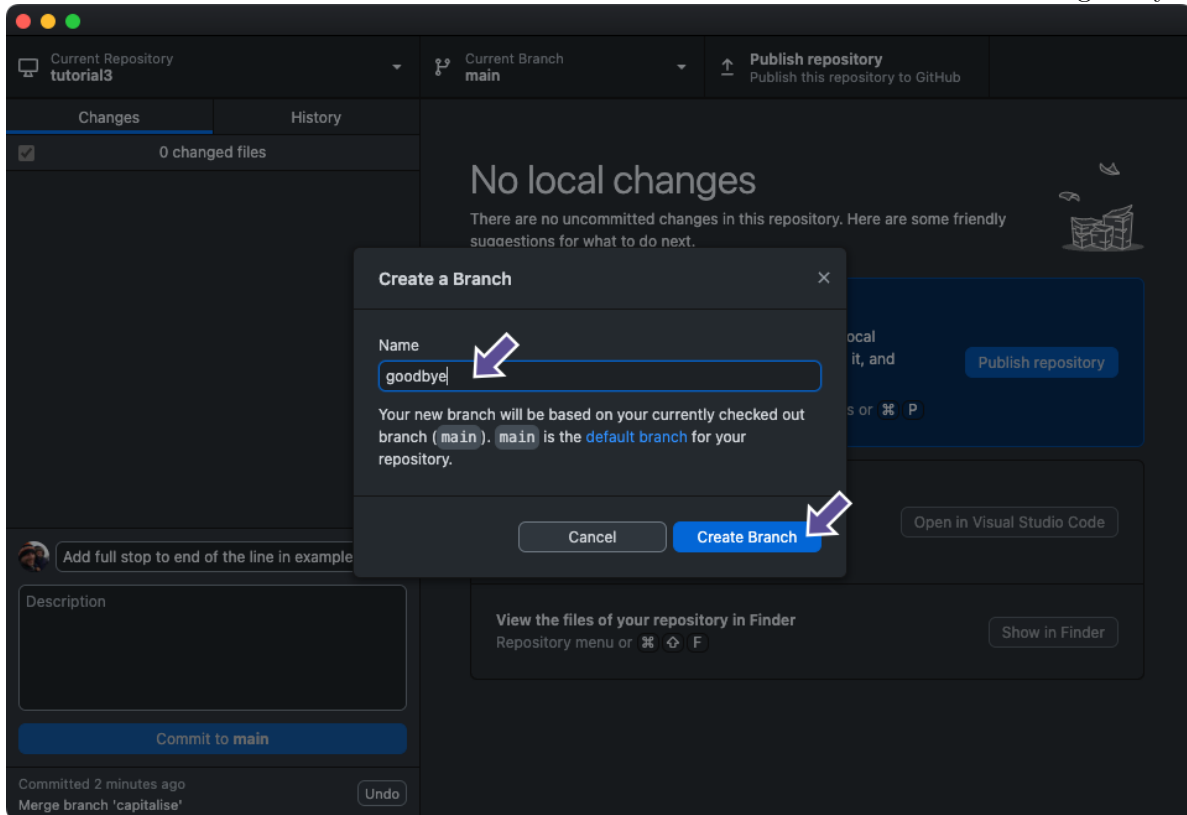 Current Repository
tutorial3
Current Branch
main
Publish repository
Publish this repository to GitHub
Changes
History
0 changed files
No local changes
There are no uncommitted changes in this repository. Here are some friendly
suggestions for what to do next.
Create a Branch
Name
goodbye
Your new branch will be based on your currently checked out
branch (main). main is the default branch for your
repository.
Cancel
Create Branch
ocal
it, and
Publish repository
s or ⌘ P
Open in Visual Studio Code
View the files of your repository in Finder
Repository menu or ⌘ ⇧ F
Show in Finder
Add full stop to end of the line in example
Description
Commit to main
Committed 2 minutes ago
Merge branch 'capitalise'
Undo